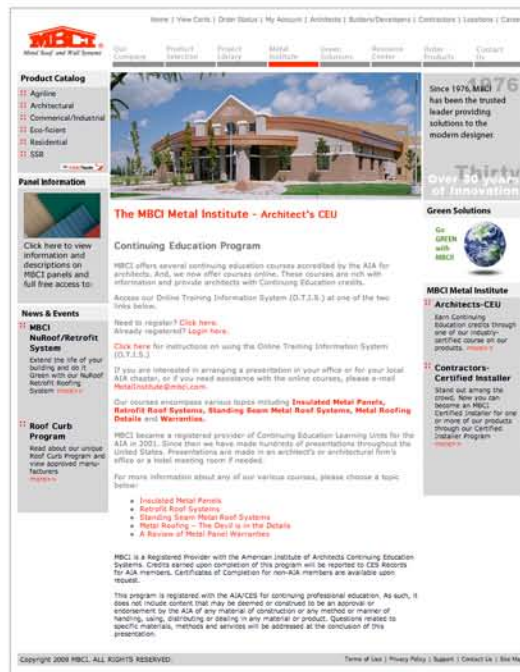 Home | View Carts | Order Status | My Account | Architects | Builders/Developers | Contractors | Locations | Career
MBCI
Metal Roof and Wall Systems
Our Company
Product Selection
Project Library
Metal Institute
Green Solutions
Resource Center
Order Products
Contact Us
Product Catalog
Agriline
Architectural
Commerical/Industrial
Eco-ficient
Residential
SSR
Panel Information
Click here to view
information and
descriptions on
MBCI panels and
full free access to:
News & Events
MBCI
NuRoof/Retrofit
System
Extend the life of your
building and do it
Green with our NuRoof
Retrofit Roofing
System more>>
Roof Curb
Program
Read about our unique
Roof Curb Program and
view approved manu-
facturers
more>>
The MBCI Metal Institute - Architect's CEU
Continuing Education Program
MBCI offers several continuing education courses accredited by the AIA for
architects. And, we now offer courses online. These courses are rich with
information and provide architects with Continuing Education credits.
Access our Online Training Information System (O.T.I.S.) at one of the two
links below.
Need to register? Click here.
Already registered? Login here.
Click here for instructions on using the Online Training Information System
(O.T.I.S.)
If you are interested in arranging a presentation in your office or for your local
AIA chapter, or if you need assistance with the online courses, please e-mail
MetalInstitute@mbci.com.
Our courses encompass various topics including Insulated Metal Panels,
Retrofit Roof Systems, Standing Seam Metal Roof Systems, Metal Roofing
Details and Warranties.
MBCI became a registered provider of Continuing Education Learning Units for the
AIA in 2001. Since then we have made hundreds of presentations throughout the
United States. Presentations are made in an architect's or architectural firm's
office or a hotel meeting room if needed.
For more information about any of our various courses, please choose a topic
below:
Insulated Metal Panels
Retrofit Roof Systems
Standing Seam Metal Roof Systems
Metal Roofing – The Devil is in the Details
A Review of Metal Panel Warranties
MBCI is a Registered Provider with the American Institute of Architects Continuing Education
Systems. Credits earned upon completion of this program will be reported to CES Records
for AIA members. Certificates of Completion for non-AIA members are available upon
request.
This program is registered with the AIA/CES for continuing professional education. As such, it
does not include content that may be deemed or construed to be an approval or
endorsement by the AIA of any material of construction or any method or manner of
handling, using, distributing, or dealing in any material or product. Questions related to
specific materials, methods and services will be addressed at the conclusion of this
presentation.
1976
Since 1976, MBCI
has been the trusted
leader providing
solutions to the
modern designer.
Thirty
Over 30 years
of Innovation
Green Solutions
Go
GREEN
with
MBCI!
MBCI Metal Institute
Architects-CEU
Earn Continuing
Education credits through
one of our industry-
certified course on our
products. more>>
Contractors-
Certified Installer
Stand out among the
crowd. Now you can
become an MBCI
Certified Installer for one
or more of our products
through our Certified
Installer Program
more>>
Copyright 2009 MBCI. ALL RIGHTS RESERVED.
Terms of Use | Privacy Policy | Support | Contact Us | Site Ma